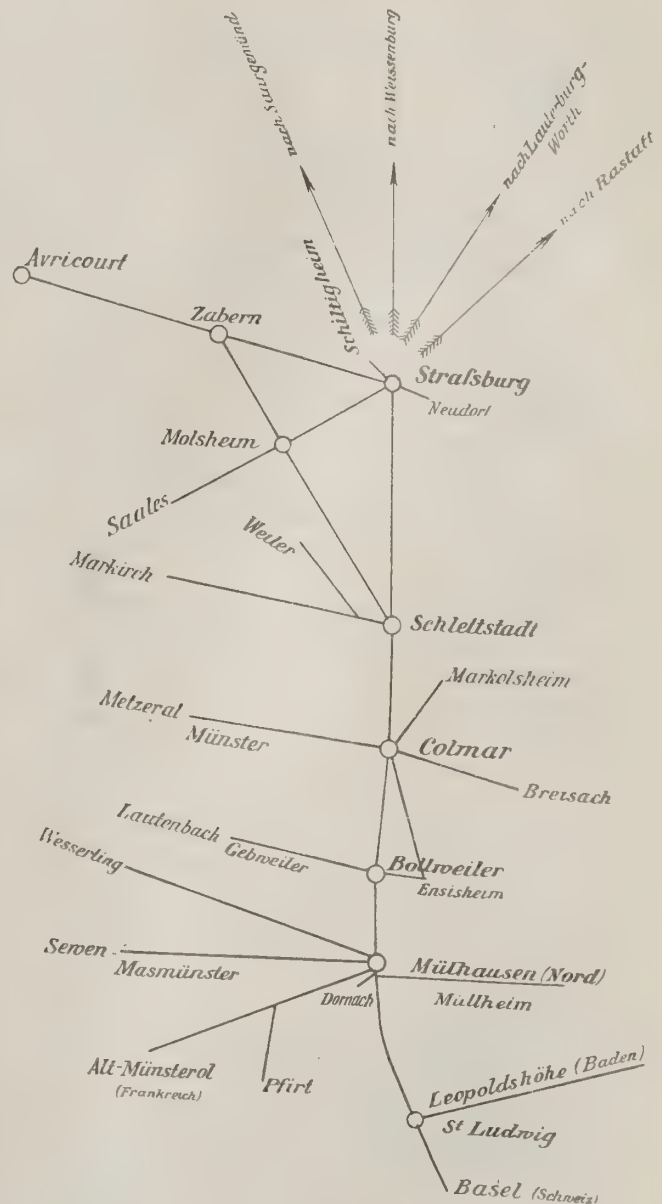 nach Saargemünd
nach Weissenburg
nach Lauterburg-
Wörth
nach Rastatt
Avricourt
Zabern
Schiltigheim
Straſsburg
Neudorf
Molsheim
Saales
Weiler
Markirch
Schlettstadt
Markolsheim
Metzeral
Münster
Colmar
Breisach
Lautenbach
Gebweiler
Bollweiler
Ensisheim
Wesserling
Sewen
Masmünster
Mülhausen (Nord)
Dornach
Müllheim
Alt-Münsterol
(Frankreich)
Pfirt
Leopoldshöhe (Baden)
St Ludwig
Basel (Schweiz)